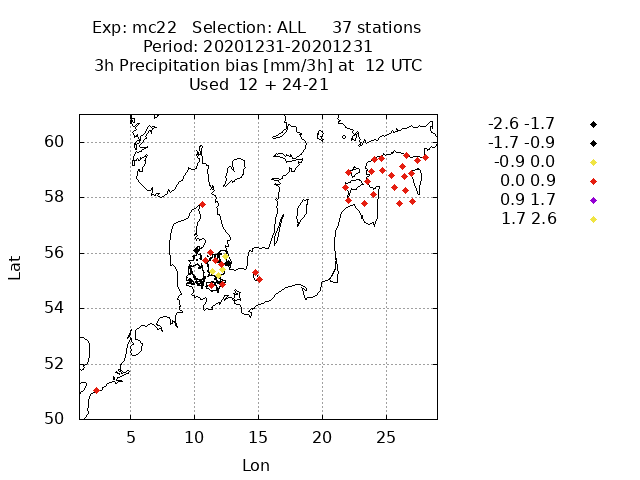 Exp: mc22 Selection: ALL 37 stations
Period: 20201231-20201231
3h Precipitation bias [mm/3h] at 12 UTC
Used 12 + 24-21
-2.6 -1.7
-1.7 -0.9
-0.9 0.0
0.0 0.9
0.9 1.7
1.7 2.6
60
58
56
54
52
50
Lat
5 10 15 20 25
Lon